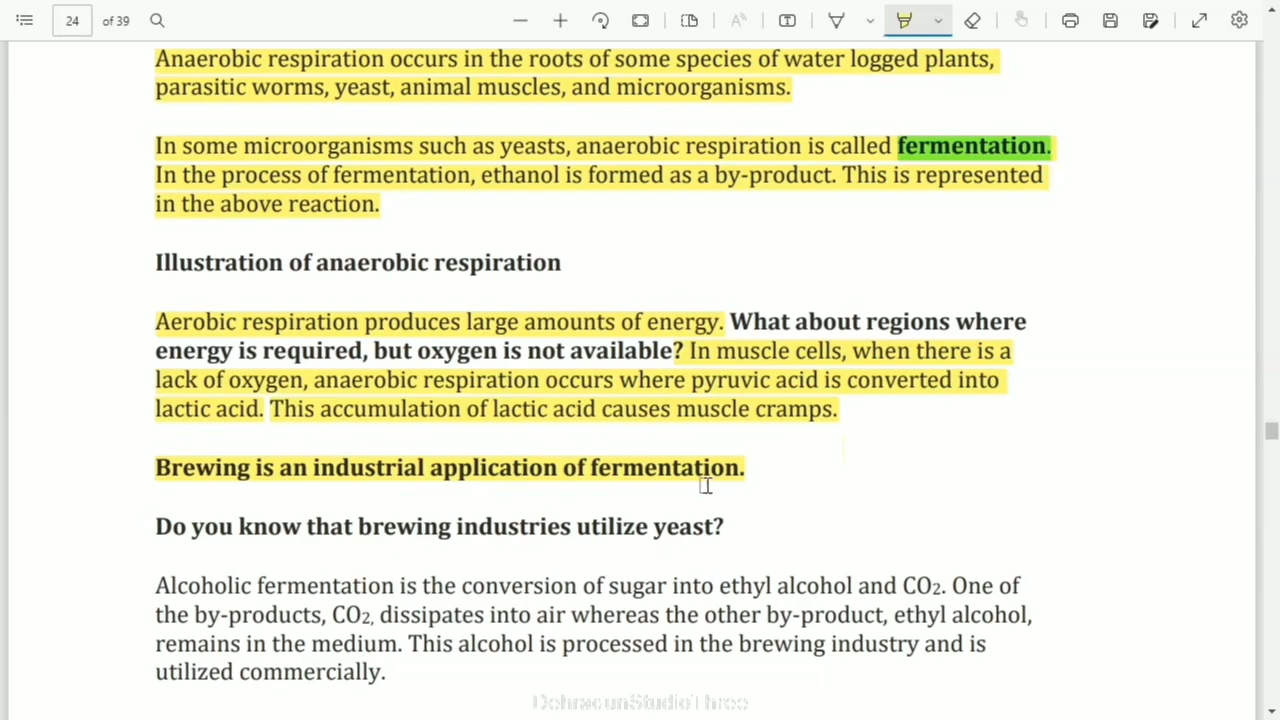 24 of 39
Anaerobic respiration occurs in the roots of some species of water logged plants,
parasitic worms, yeast, animal muscles, and microorganisms.
In some microorganisms such as yeasts, anaerobic respiration is called fermentation.
In the process of fermentation, ethanol is formed as a by-product. This is represented
in the above reaction.
Illustration of anaerobic respiration
Aerobic respiration produces large amounts of energy. What about regions where
energy is required, but oxygen is not available? In muscle cells, when there is a
lack of oxygen, anaerobic respiration occurs where pyruvic acid is converted into
lactic acid. This accumulation of lactic acid causes muscle cramps.
Brewing is an industrial application of fermentation.
Do you know that brewing industries utilize yeast?
Alcoholic fermentation is the conversion of sugar into ethyl alcohol and CO2. One of
the by-products, CO2, dissipates into air whereas the other by-product, ethyl alcohol,
remains in the medium. This alcohol is processed in the brewing industry and is
utilized commercially.
DehradunStudioThree